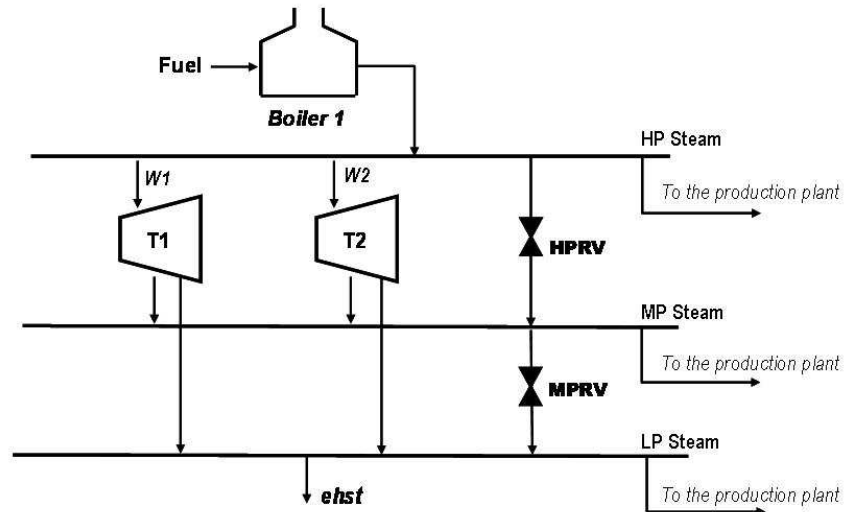 Fuel
Boiler 1
HP Steam
W1
W2
To the production plant
T1
T2
HPRV
MP Steam
To the production plant
MPRV
LP Steam
ehst
To the production plant